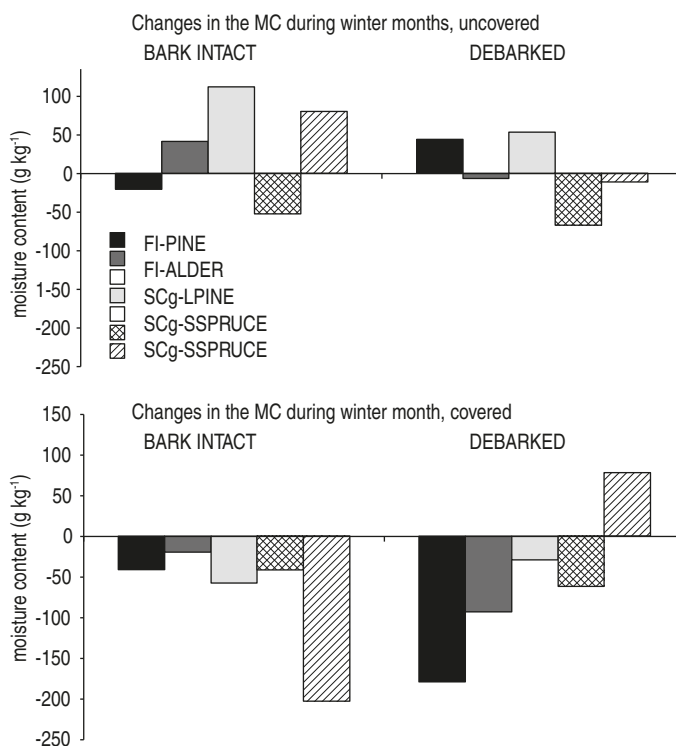 Changes in the MC during winter months, uncovered
BARK INTACT DEBARKED
moisture content (g kg-1)
100
50
0
-50
-100
1-50
-200
-250
FI-PINE
FI-ALDER
SCg-LPINE
SCg-SSPRUCE
SCg-SSPRUCE
Changes in the MC during winter month, covered
BARK INTACT DEBARKED
moisture content (g kg-1)
150
100
50
0
-50
-100
-150
-200
-250